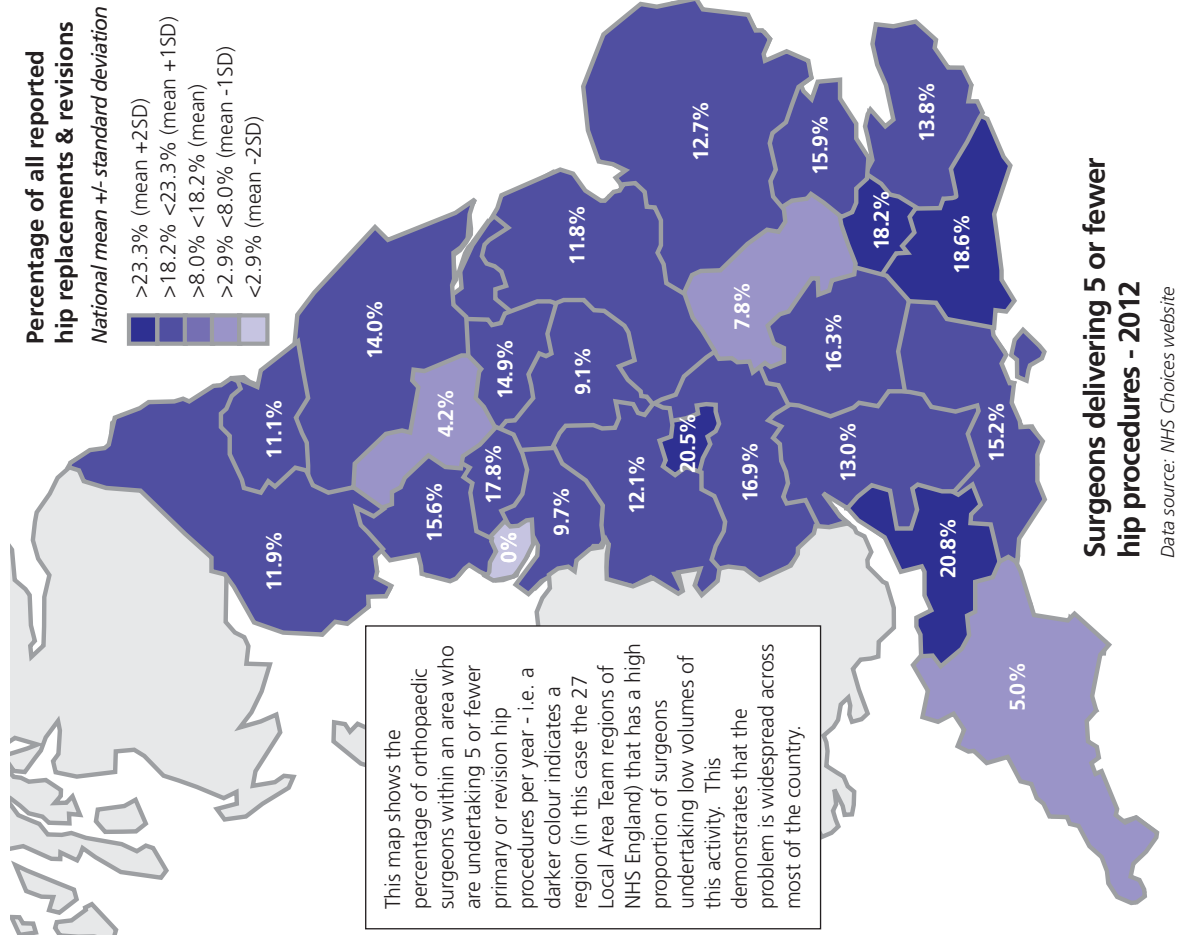 Percentage of all reported
hip replacements & revisions
National mean +/- standard deviation
>23.3% (mean +2SD)
>18.2% <23.3% (mean +1SD)
>8.0% <18.2% (mean)
>2.9% <8.0% (mean -1SD)
<2.9% (mean -2SD)
11.9%
11.1%
14.0%
4.2%
15.6%
17.8%
0%
14.9%
11.8%
9.7%
9.1%
12.1%
20.5%
16.9%
7.8%
12.7%
13.0%
16.3%
15.9%
18.2%
13.8%
18.6%
20.8%
15.2%
5.0%
This map shows the
percentage of orthopaedic
surgeons within an area who
are undertaking 5 or fewer
primary or revision hip
procedures per year - i.e. a
darker colour indicates a
region (in this case the 27
Local Area Team regions of
NHS England) that has a high
proportion of surgeons
undertaking low volumes of
this activity. This
demonstrates that the
problem is widespread across
most of the country.
Surgeons delivering 5 or fewer
hip procedures - 2012
Data source: NHS Choices website